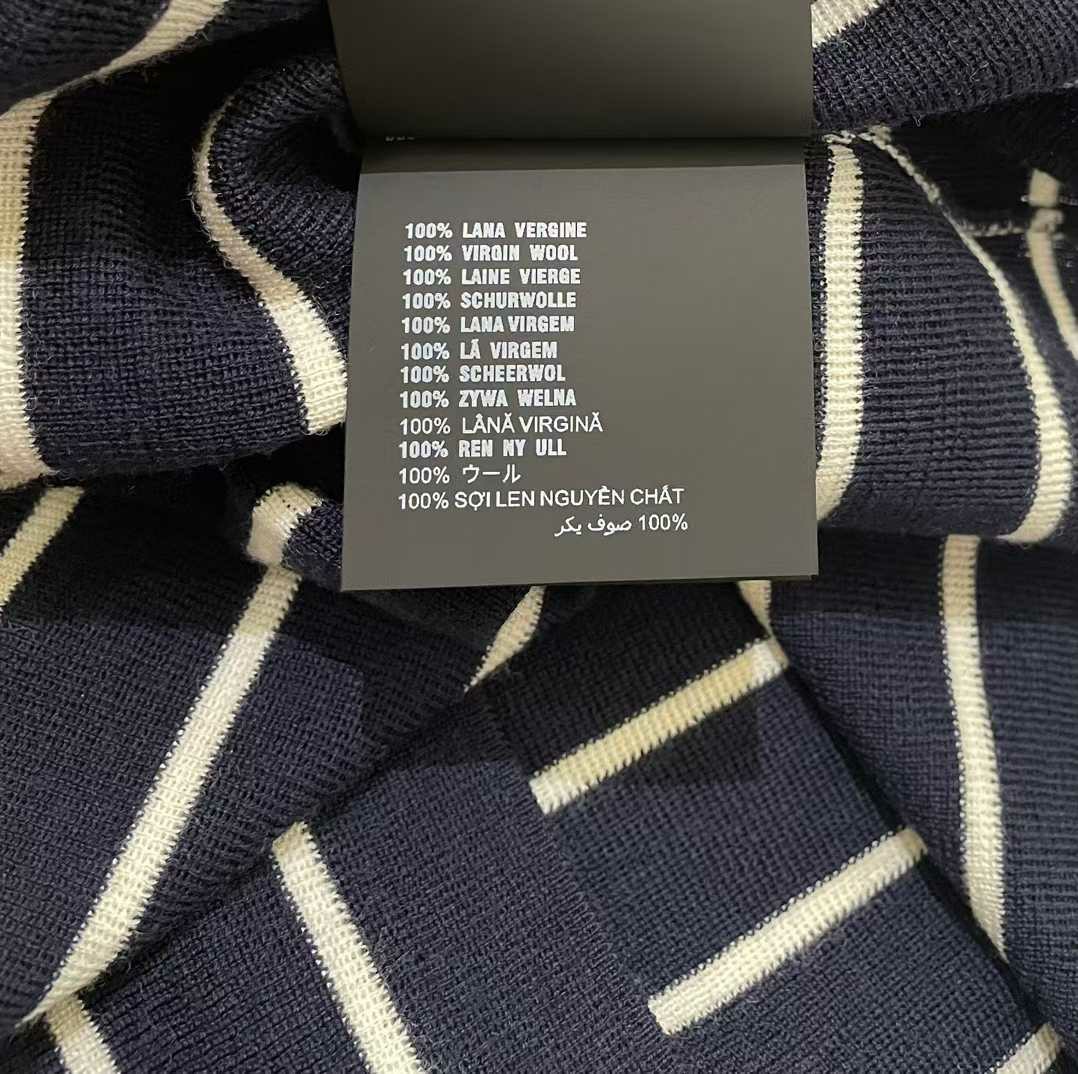 100% LANA VERGINE
100% VIRGIN WOOL
100% LAINE VIERGE
100% SCHURWOLLE
100% LANA VIRGEM
100% LÃ VIRGEM
100% SCHEERWOL
100% ZYWA WELNA
100% LÂNĂ VIRGINĂ
100% REN NY ULL
100% ウール
100% SỢI LEN NGUYÊN CHẤT
100% صوف يكر